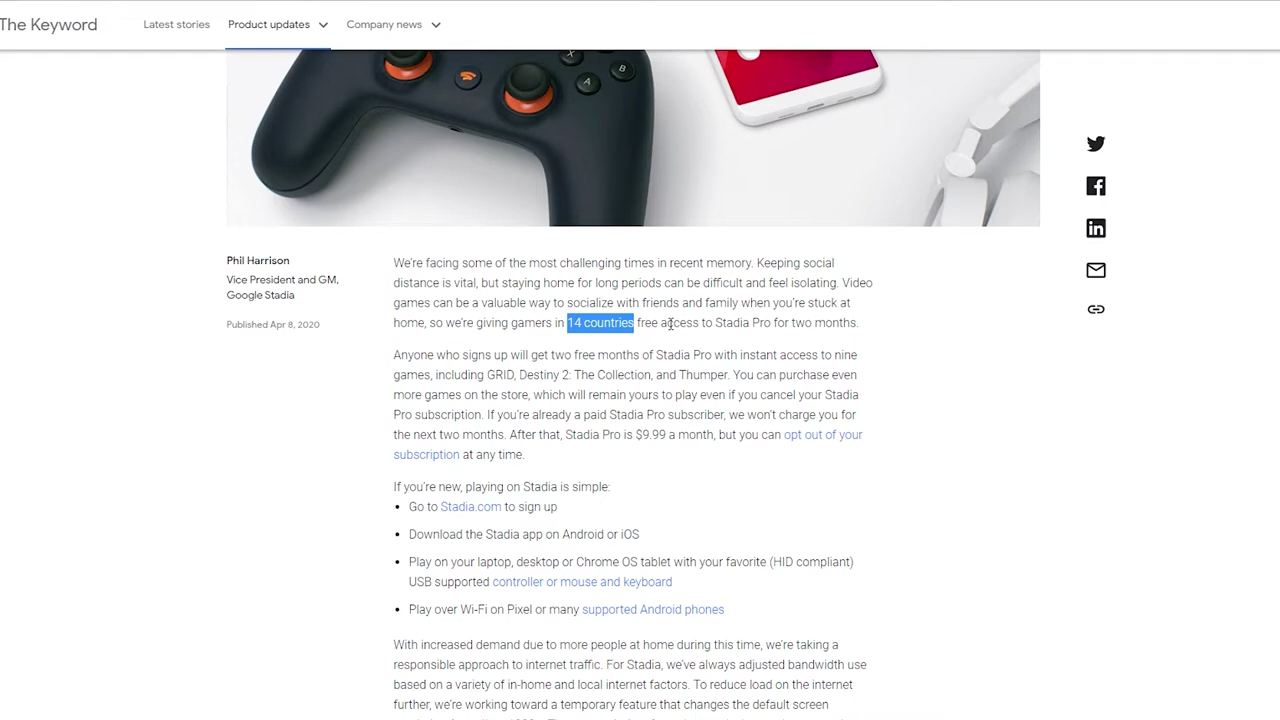 The Keyword
Latest stories
Product updates
Company news
X
B
A
Phil Harrison
Vice President and GM,
Google Stadia
Published Apr 8, 2020
We're facing some of the most challenging times in recent memory. Keeping social
distance is vital, but staying home for long periods can be difficult and feel isolating. Video
games can be a valuable way to socialize with friends and family when you're stuck at
home, so we're giving gamers in 14 countries free access to Stadia Pro for two months.
Anyone who signs up will get two free months of Stadia Pro with instant access to nine
games, including GRID, Destiny 2: The Collection, and Thumper. You can purchase even
more games on the store, which will remain yours to play even if you cancel your Stadia
Pro subscription. If you're already a paid Stadia Pro subscriber, we won't charge you for
the next two months. After that, Stadia Pro is $9.99 a month, but you can opt out of your
subscription at any time.
If you're new, playing on Stadia is simple:
• Go to Stadia.com to sign up
• Download the Stadia app on Android or iOS
• Play on your laptop, desktop or Chrome OS tablet with your favorite (HID compliant)
USB supported controller or mouse and keyboard
• Play over Wi-Fi on Pixel or many supported Android phones
With increased demand due to more people at home during this time, we're taking a
responsible approach to internet traffic. For Stadia, we've always adjusted bandwidth use
based on a variety of in-home and local internet factors. To reduce load on the internet
further, we're working toward a temporary feature that changes the default screen